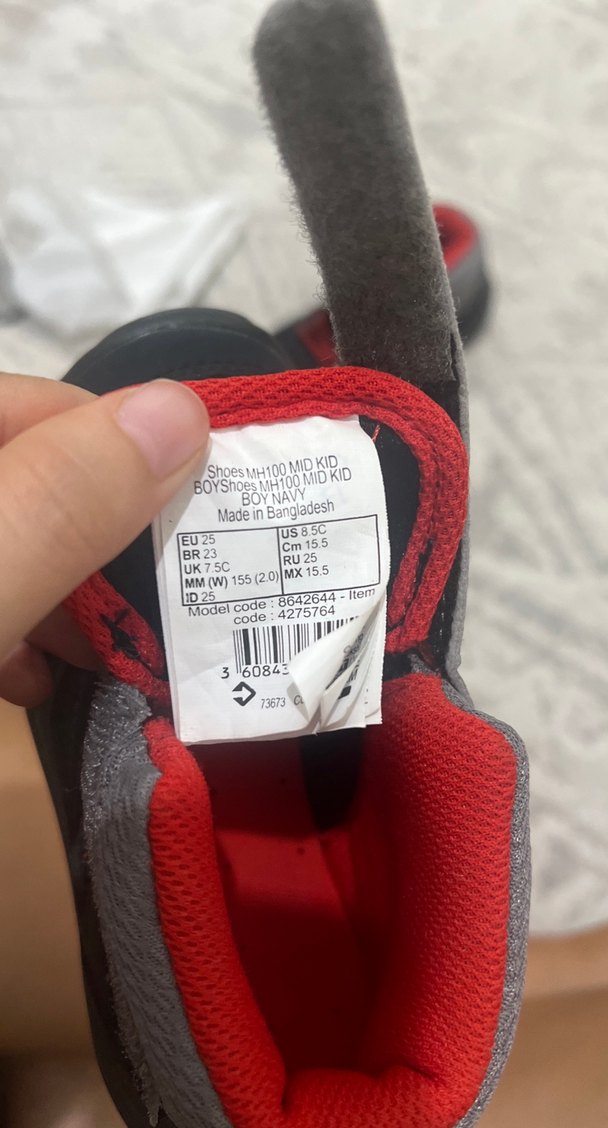 Shoes MH100 MID KID
BOYShoes MH100 MID KID
BOY NAVY
Made in Bangladesh
EU 25 US 8.5C
BR 23 Cm 15.5
UK 7.5C RU 25
MM (W) 155 (2.0) MX 15.5
ID 25
Model code : 8642644 - Item
code : 4275764
3 60843
73673